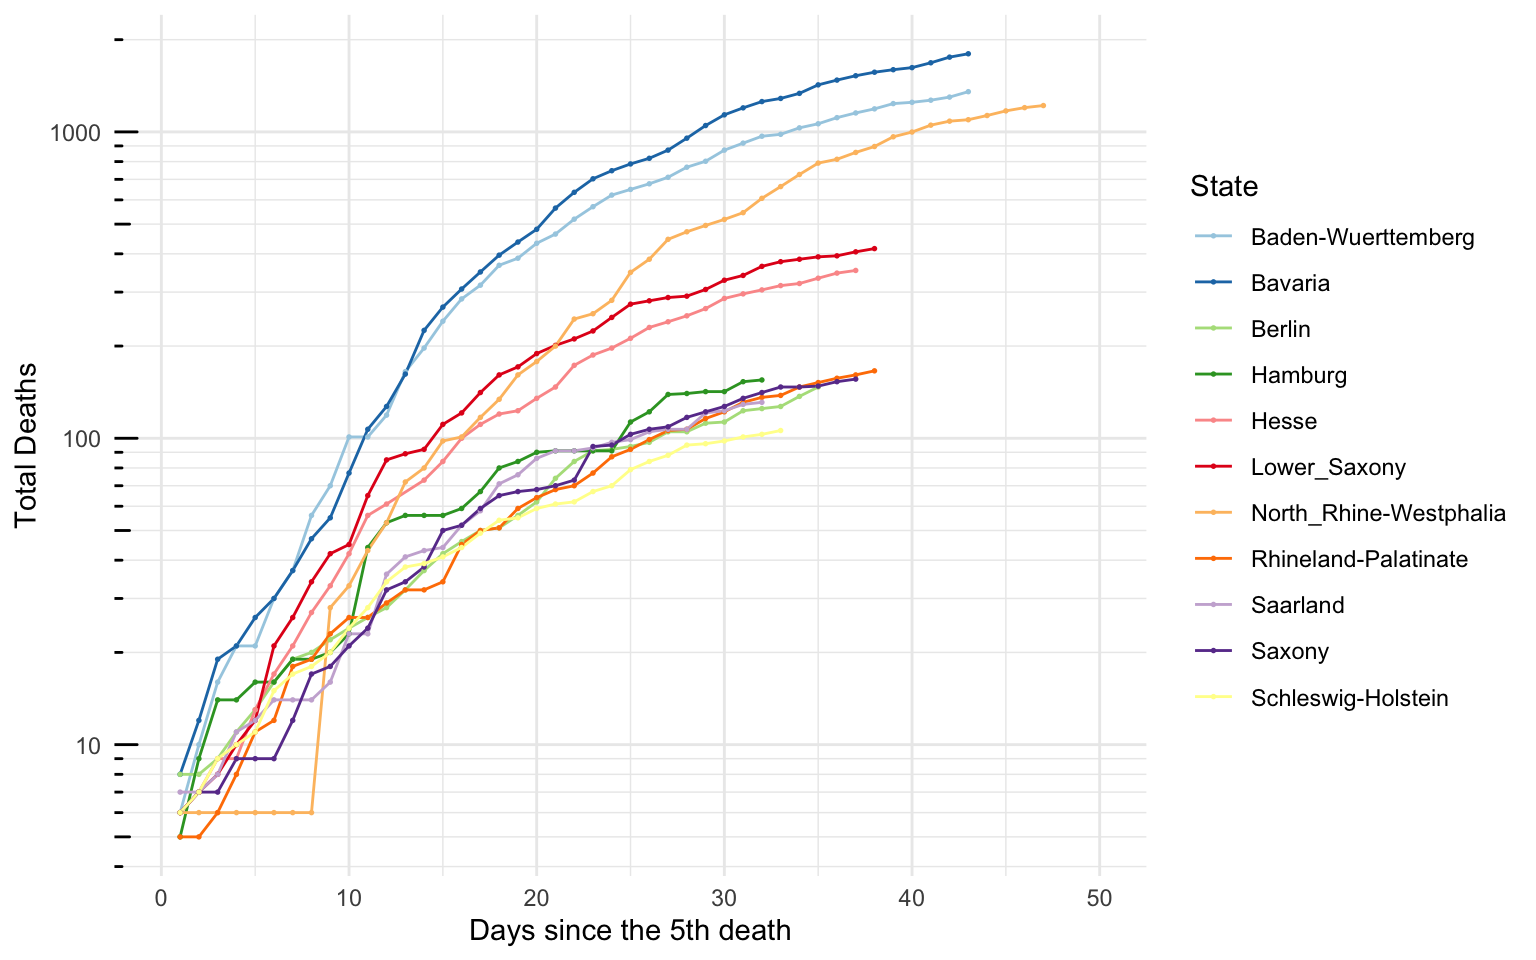 1000
100
10
Total Deaths
0 10 20 30 40 50
Days since the 5th death
State
Baden-Wuerttemberg
Bavaria
Berlin
Hamburg
Hesse
Lower_Saxony
North_Rhine-Westphalia
Rhineland-Palatinate
Saarland
Saxony
Schleswig-Holstein